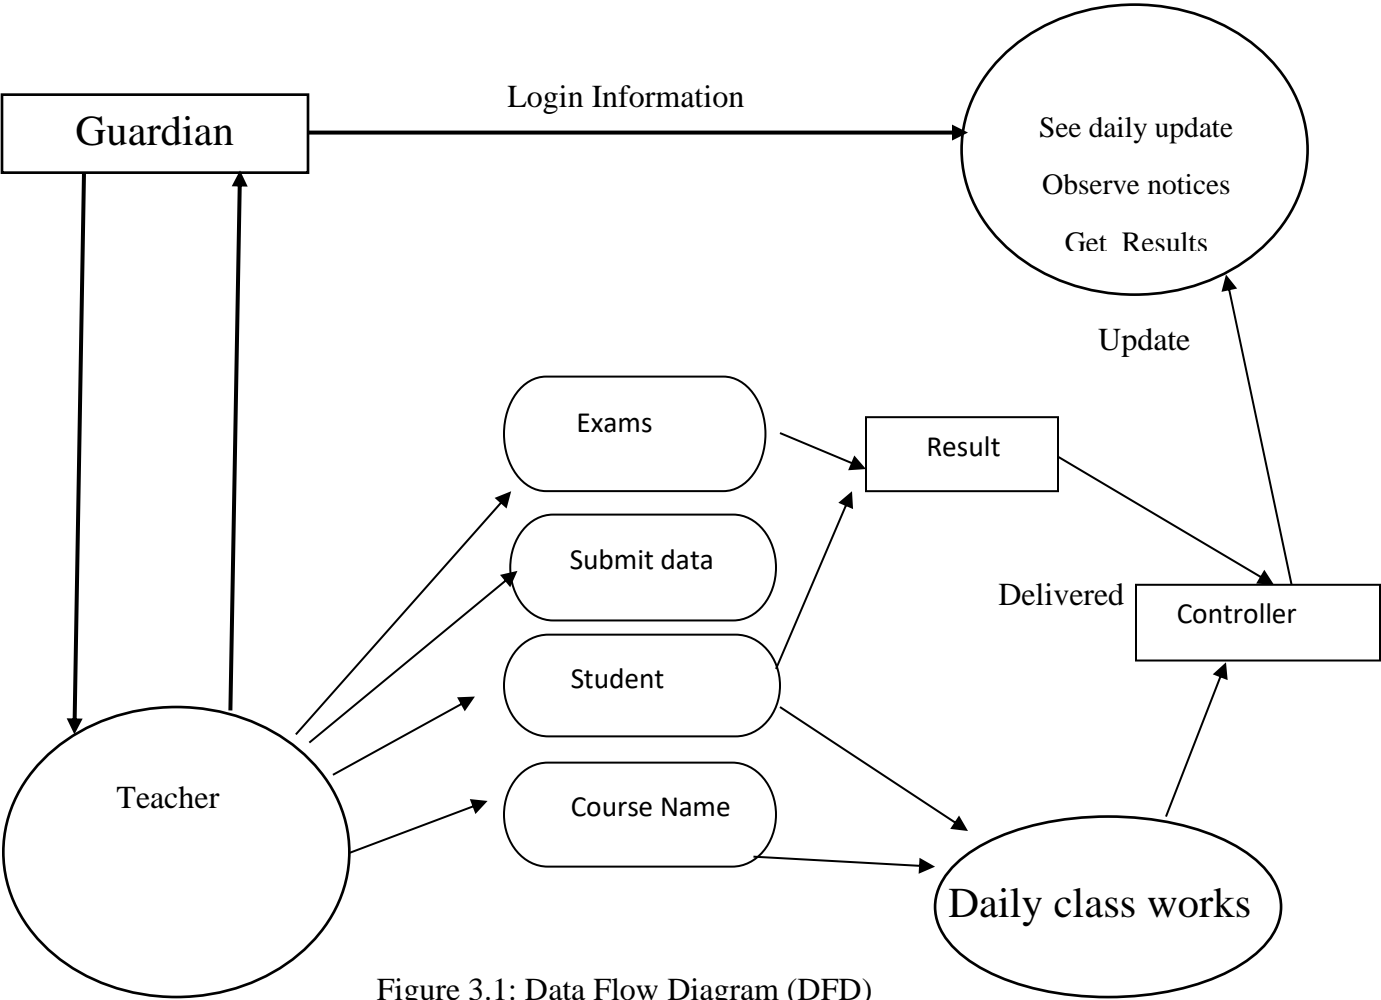 Login Information
Guardian
See daily update
Observe notices
Get Results
Update
Exams
Result
Submit data
Delivered
Controller
Student
Teacher
Course Name
Daily class works
Figure 3.1: Data Flow Diagram (DFD)